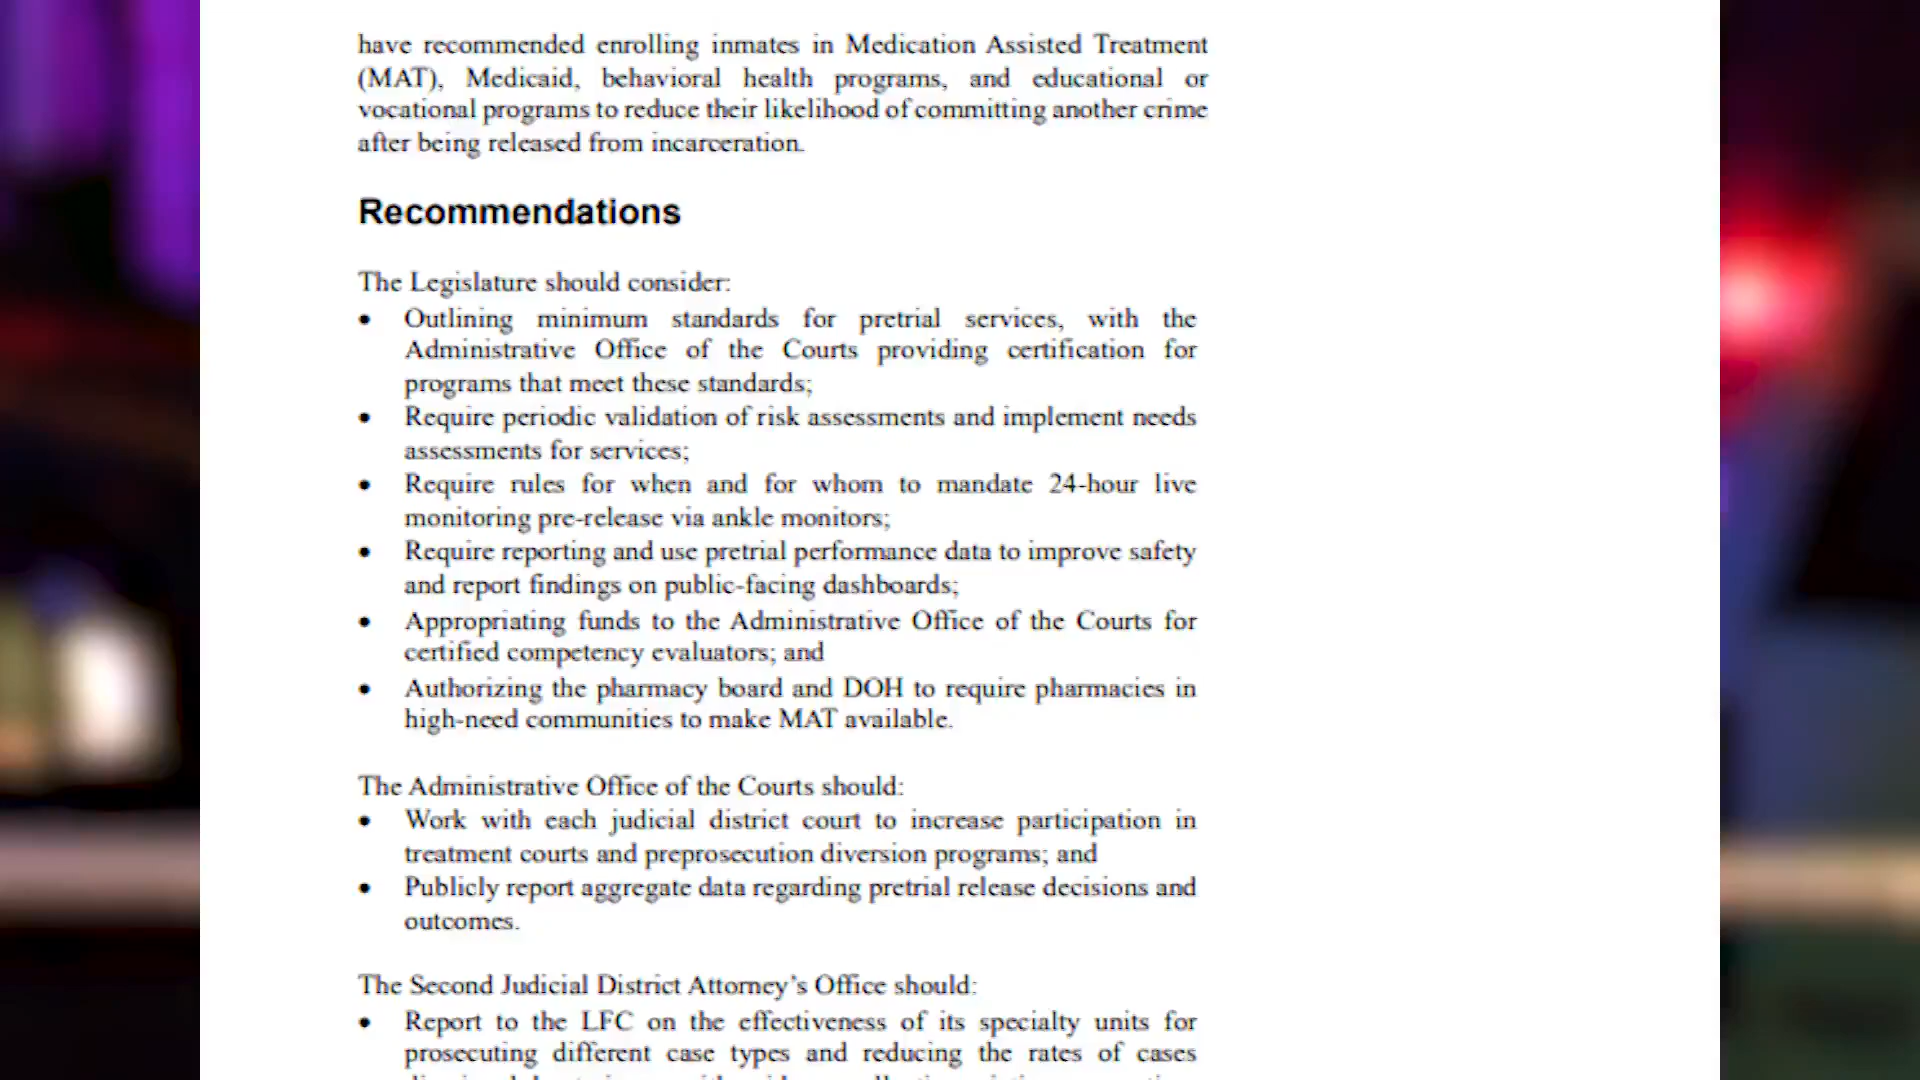 have recommended enrolling inmates in Medication Assisted Treatment
(MAT), Medicaid, behavioral health programs, and educational or
vocational programs to reduce their likelihood of committing another crime
after being released from incarceration.
Recommendations
The Legislature should consider:
• Outlining minimum standards for pretrial services, with the
Administrative Office of the Courts providing certification for
programs that meet these standards;
• Require periodic validation of risk assessments and implement needs
assessments for services;
• Require rules for when and for whom to mandate 24-hour live
monitoring pre-release via ankle monitors;
• Require reporting and use pretrial performance data to improve safety
and report findings on public-facing dashboards;
• Appropriating funds to the Administrative Office of the Courts for
certified competency evaluators; and
• Authorizing the pharmacy board and DOH to require pharmacies in
high-need communities to make MAT available.
The Administrative Office of the Courts should:
• Work with each judicial district court to increase participation in
treatment courts and preprosecution diversion programs; and
• Publicly report aggregate data regarding pretrial release decisions and
outcomes.
The Second Judicial District Attorney's Office should:
• Report to the LFC on the effectiveness of its specialty units for
prosecuting different case types and reducing the rates of cases